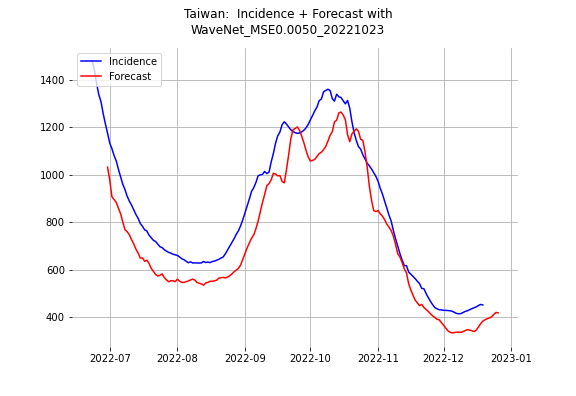 Taiwan:  Incidence + Forecast with
WaveNet_MSE0.0050_20221023
Incidence
Forecast
1400
1200
1000
800
600
400
2022-07 2022-08 2022-09 2022-10 2022-11 2022-12 2023-01